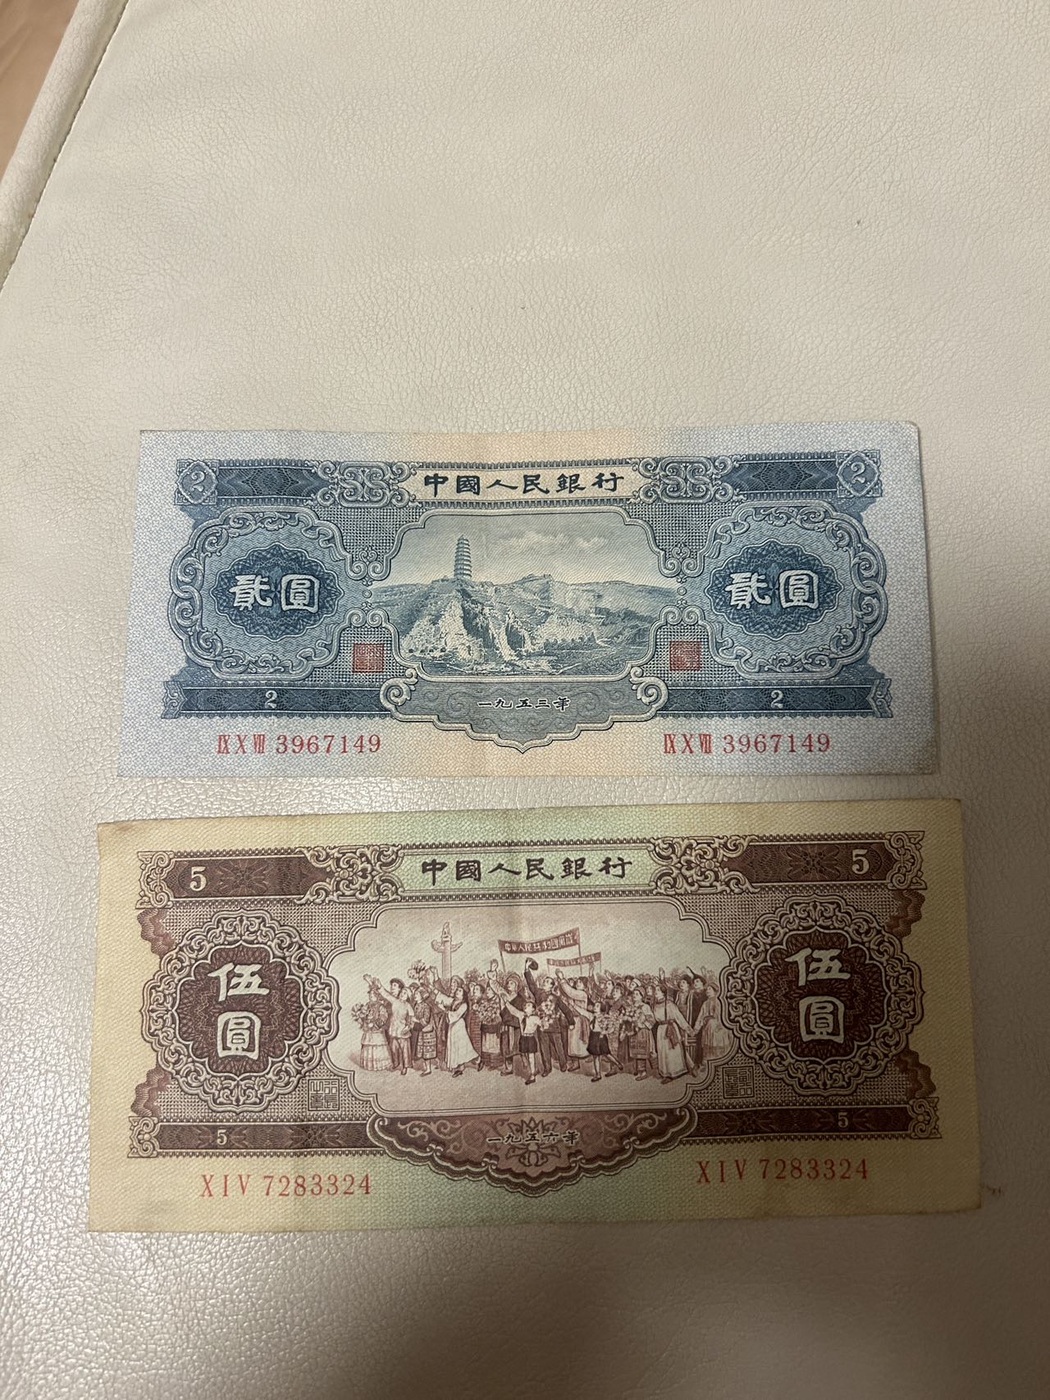 2 中國人民銀行 2
貳圓 貳圓
2 一九五三年 2
ⅨⅩⅧ 3967149 ⅨⅩⅧ 3967149
5 中國人民銀行 5
伍圓 伍圓
5 一九五六年 5
XIV 7283324 XIV 7283324